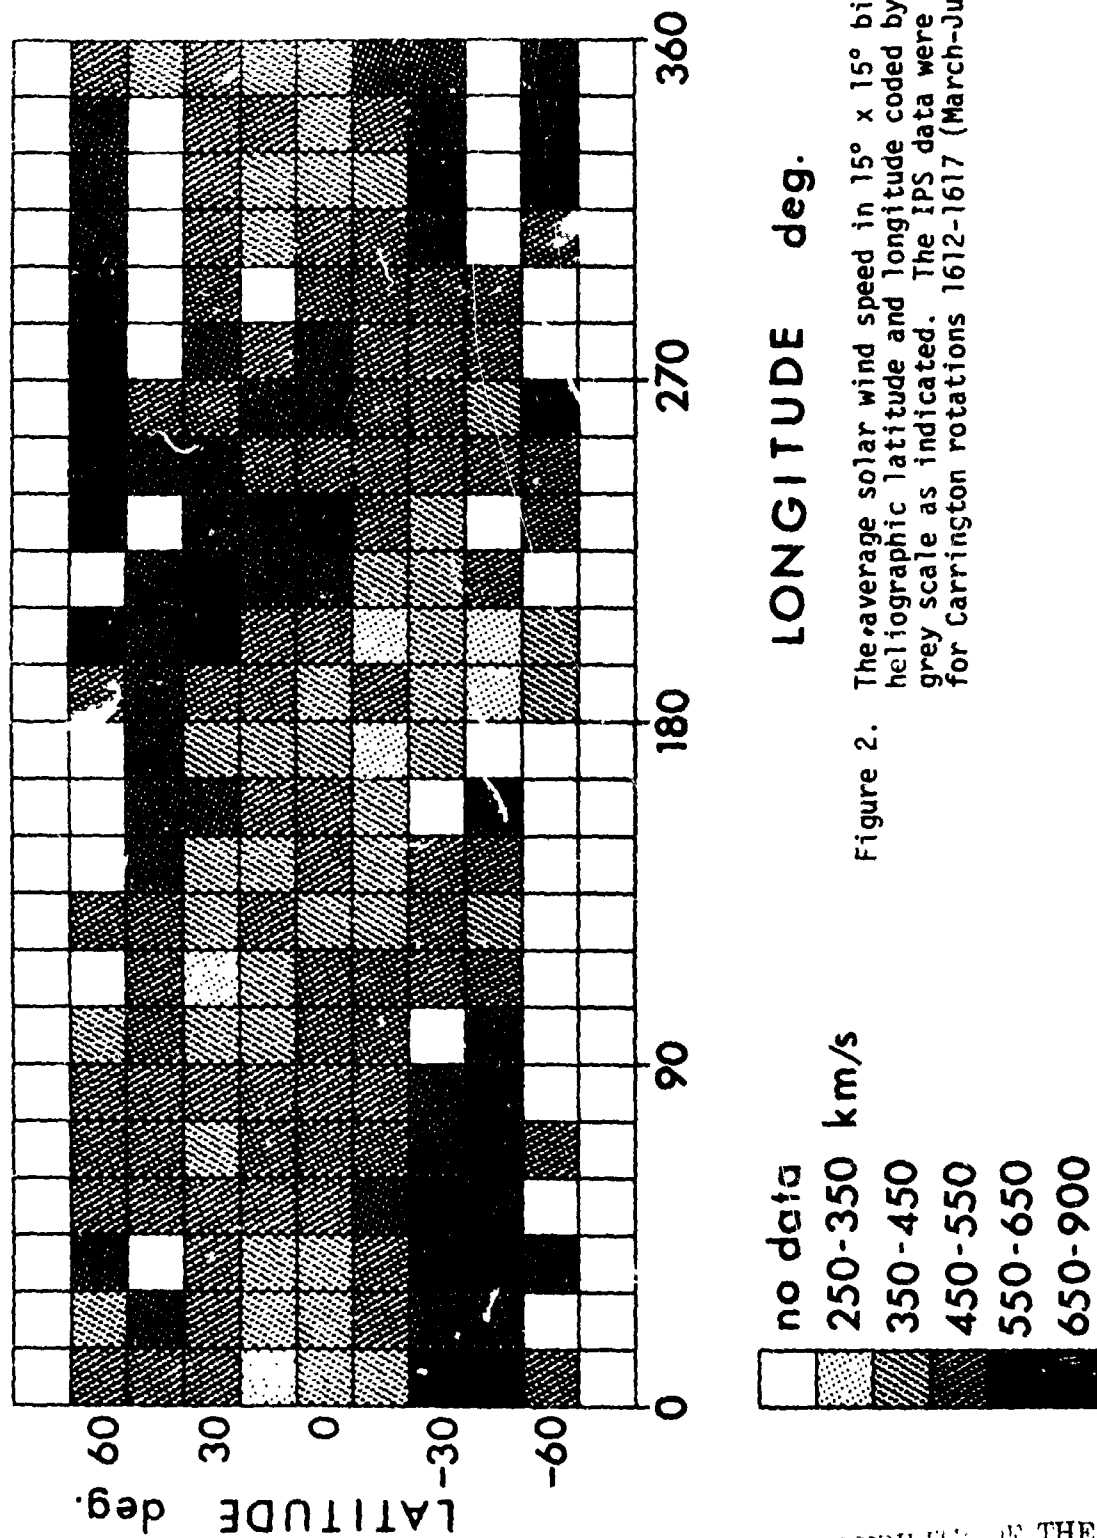 LATITUDE deg.
60
30
0
-30
-60
0
90
180
270
360
LONGITUDE deg.
no data
250-350 km/s
350-450
450-550
550-650
650-900
Figure 2. The average solar wind speed in 15° x 15° bi
heliographic latitude and longitude coded by
grey scale as indicated. The IPS data were
for Carrington rotations 1612-1617 (March-Ju
THE